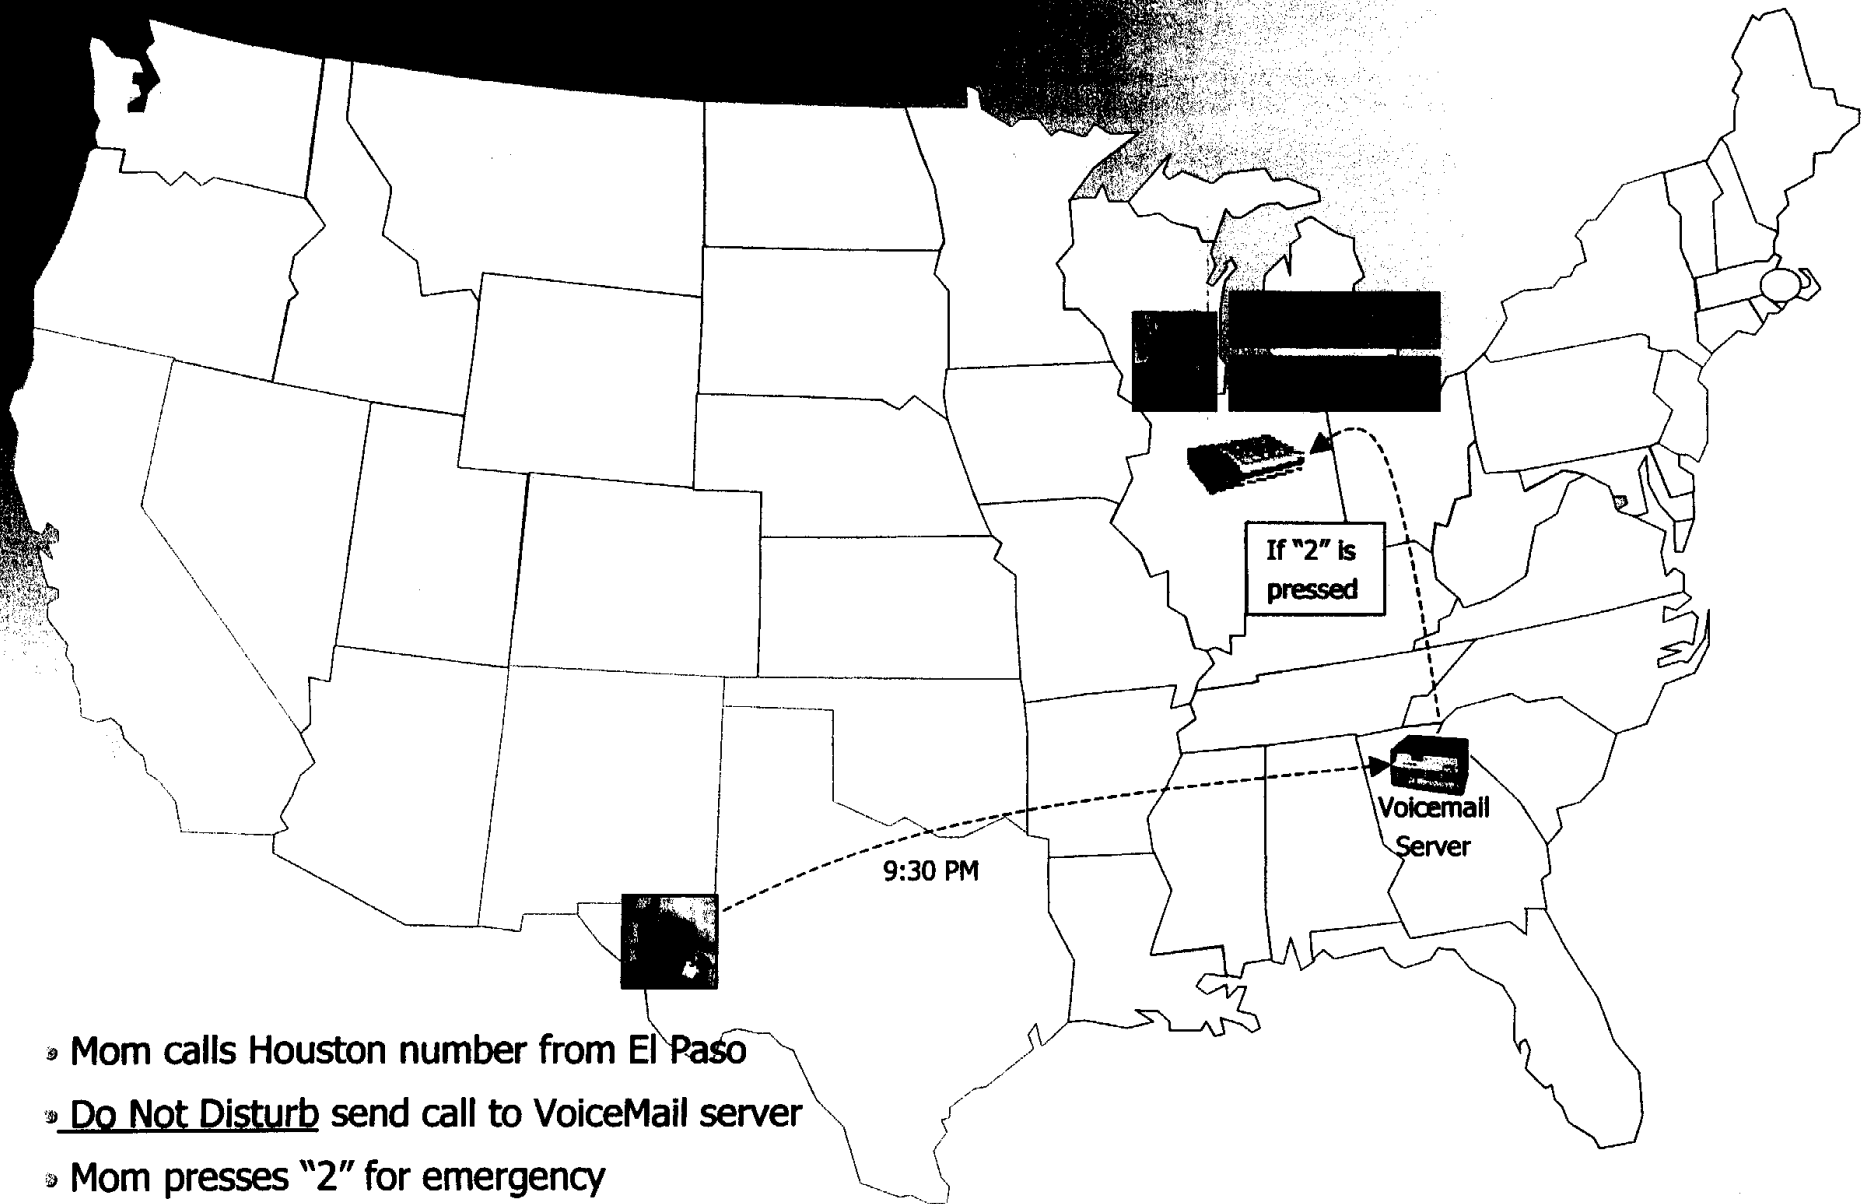 If "2" is
pressed
Voicemail
Server
9:30 PM
Mom calls Houston number from El Paso
Do Not Disturb send call to VoiceMail server
Mom presses "2" for emergency